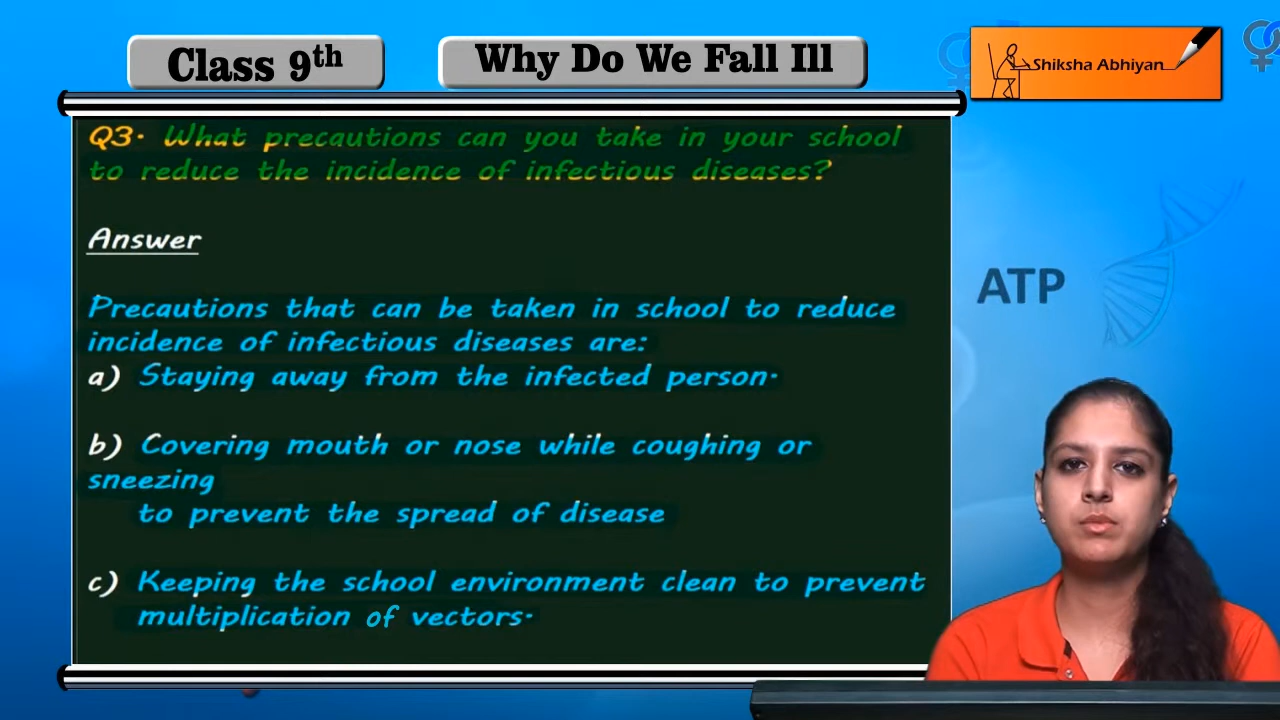 Class 9th
Why Do We Fall Ill
Shiksha Abhiyan
Q3. What precautions can you take in your school
to reduce the incidence of infectious diseases?
Answer
Precautions that can be taken in school to reduce
incidence of infectious diseases are:
a) Staying away from the infected person.
b) Covering mouth or nose while coughing or
sneezing
to prevent the spread of disease
c) Keeping the school environment clean to prevent
multiplication of vectors.
ATP